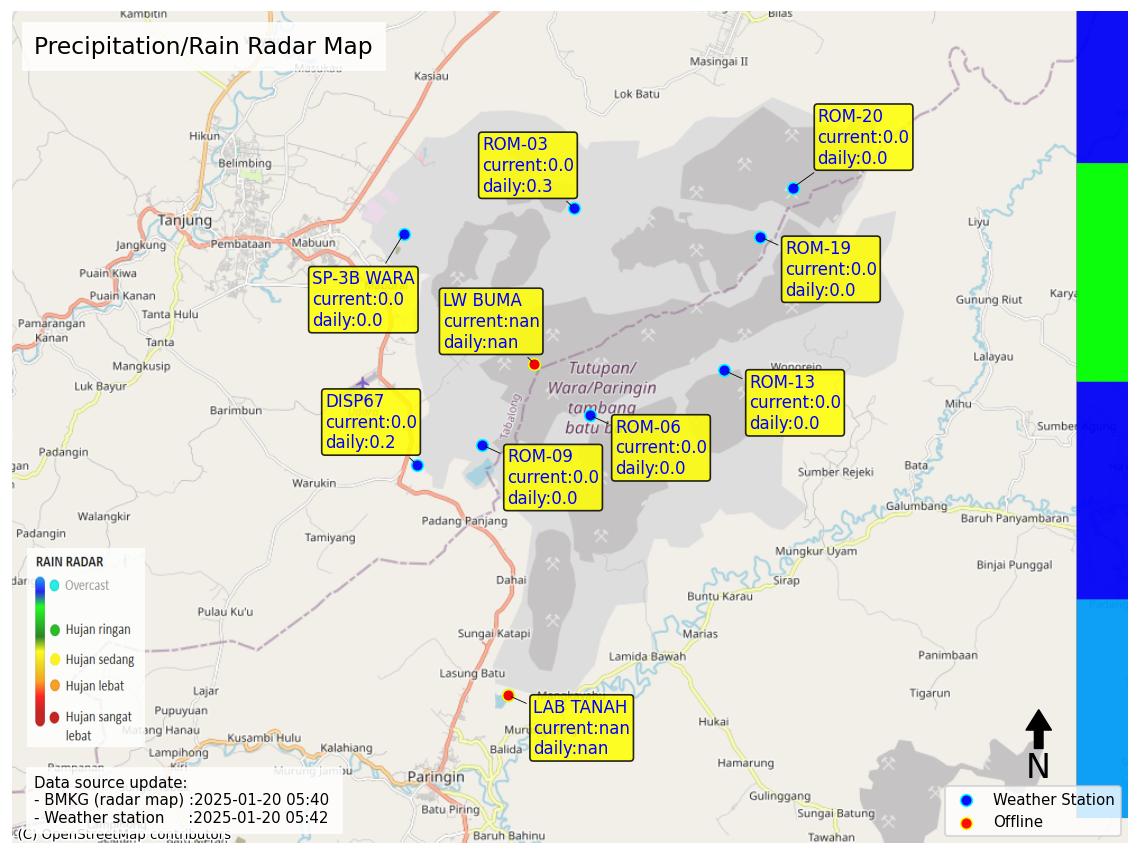 Kambitin
Bilas
Precipitation/Rain Radar Map
Masukau
Kasiau
Masingai II
Lok Batu
Hikun
Belimbing
ROM-03
current:0.0
daily:0.3
ROM-20
current:0.0
daily:0.0
Tanjung
Jangkung
Pembataan
Mabuun
Liyu
Puain Kiwa
SP-3B WARA
current:0.0
daily:0.0
ROM-19
current:0.0
daily:0.0
Puain Kanan
Tanta Hulu
LW BUMA
current:nan
daily:nan
Gunung Riut
Karya
Pamarangan
Kanan
Tanta
Mangkusip
Luk Bayur
Tutupan/
Wara/Paringin
tambang
batu b
Wonorejo
Lalayau
ROM-13
current:0.0
daily:0.0
Mihu
Barimbun
DISP67
current:0.0
daily:0.2
Tabalong
ROM-06
current:0.0
daily:0.0
Sumber Agung
Padangin
ROM-09
current:0.0
daily:0.0
Warukin
Sumber Rejeki
Bata
Galumbang
Walangkir
Padangin
Padang Panjang
Baruh Panyambaran
Tamiyang
Mungkur Uyam
Binjai Punggal
RAIN RADAR
Overcast
Hujan ringan
Hujan sedang
Hujan lebat
Hujan sangat
lebat
Dahai
Sirap
Buntu Karau
Pulau Ku'u
Sungai Katapi
Marias
Lamida Bawah
Panimbaan
Lasung Batu
Lajar
Tigarun
LAB TANAH
current:nan
daily:nan
Pupuyuan
Matang Hanau
Hukai
Kusambi Hulu
Kalahiang
Lampihong
Balida
Hamarung
Murung Jambu
Paringin
N
Data source update:
- BMKG (radar map) :2025-01-20 05:40
- Weather station :2025-01-20 05:42
(C) OpenStreetMap contributors
Batu Piring
Baruh Bahinu
Gulinggang
Sungai Batung
Tawahan
Weather Station
Offline